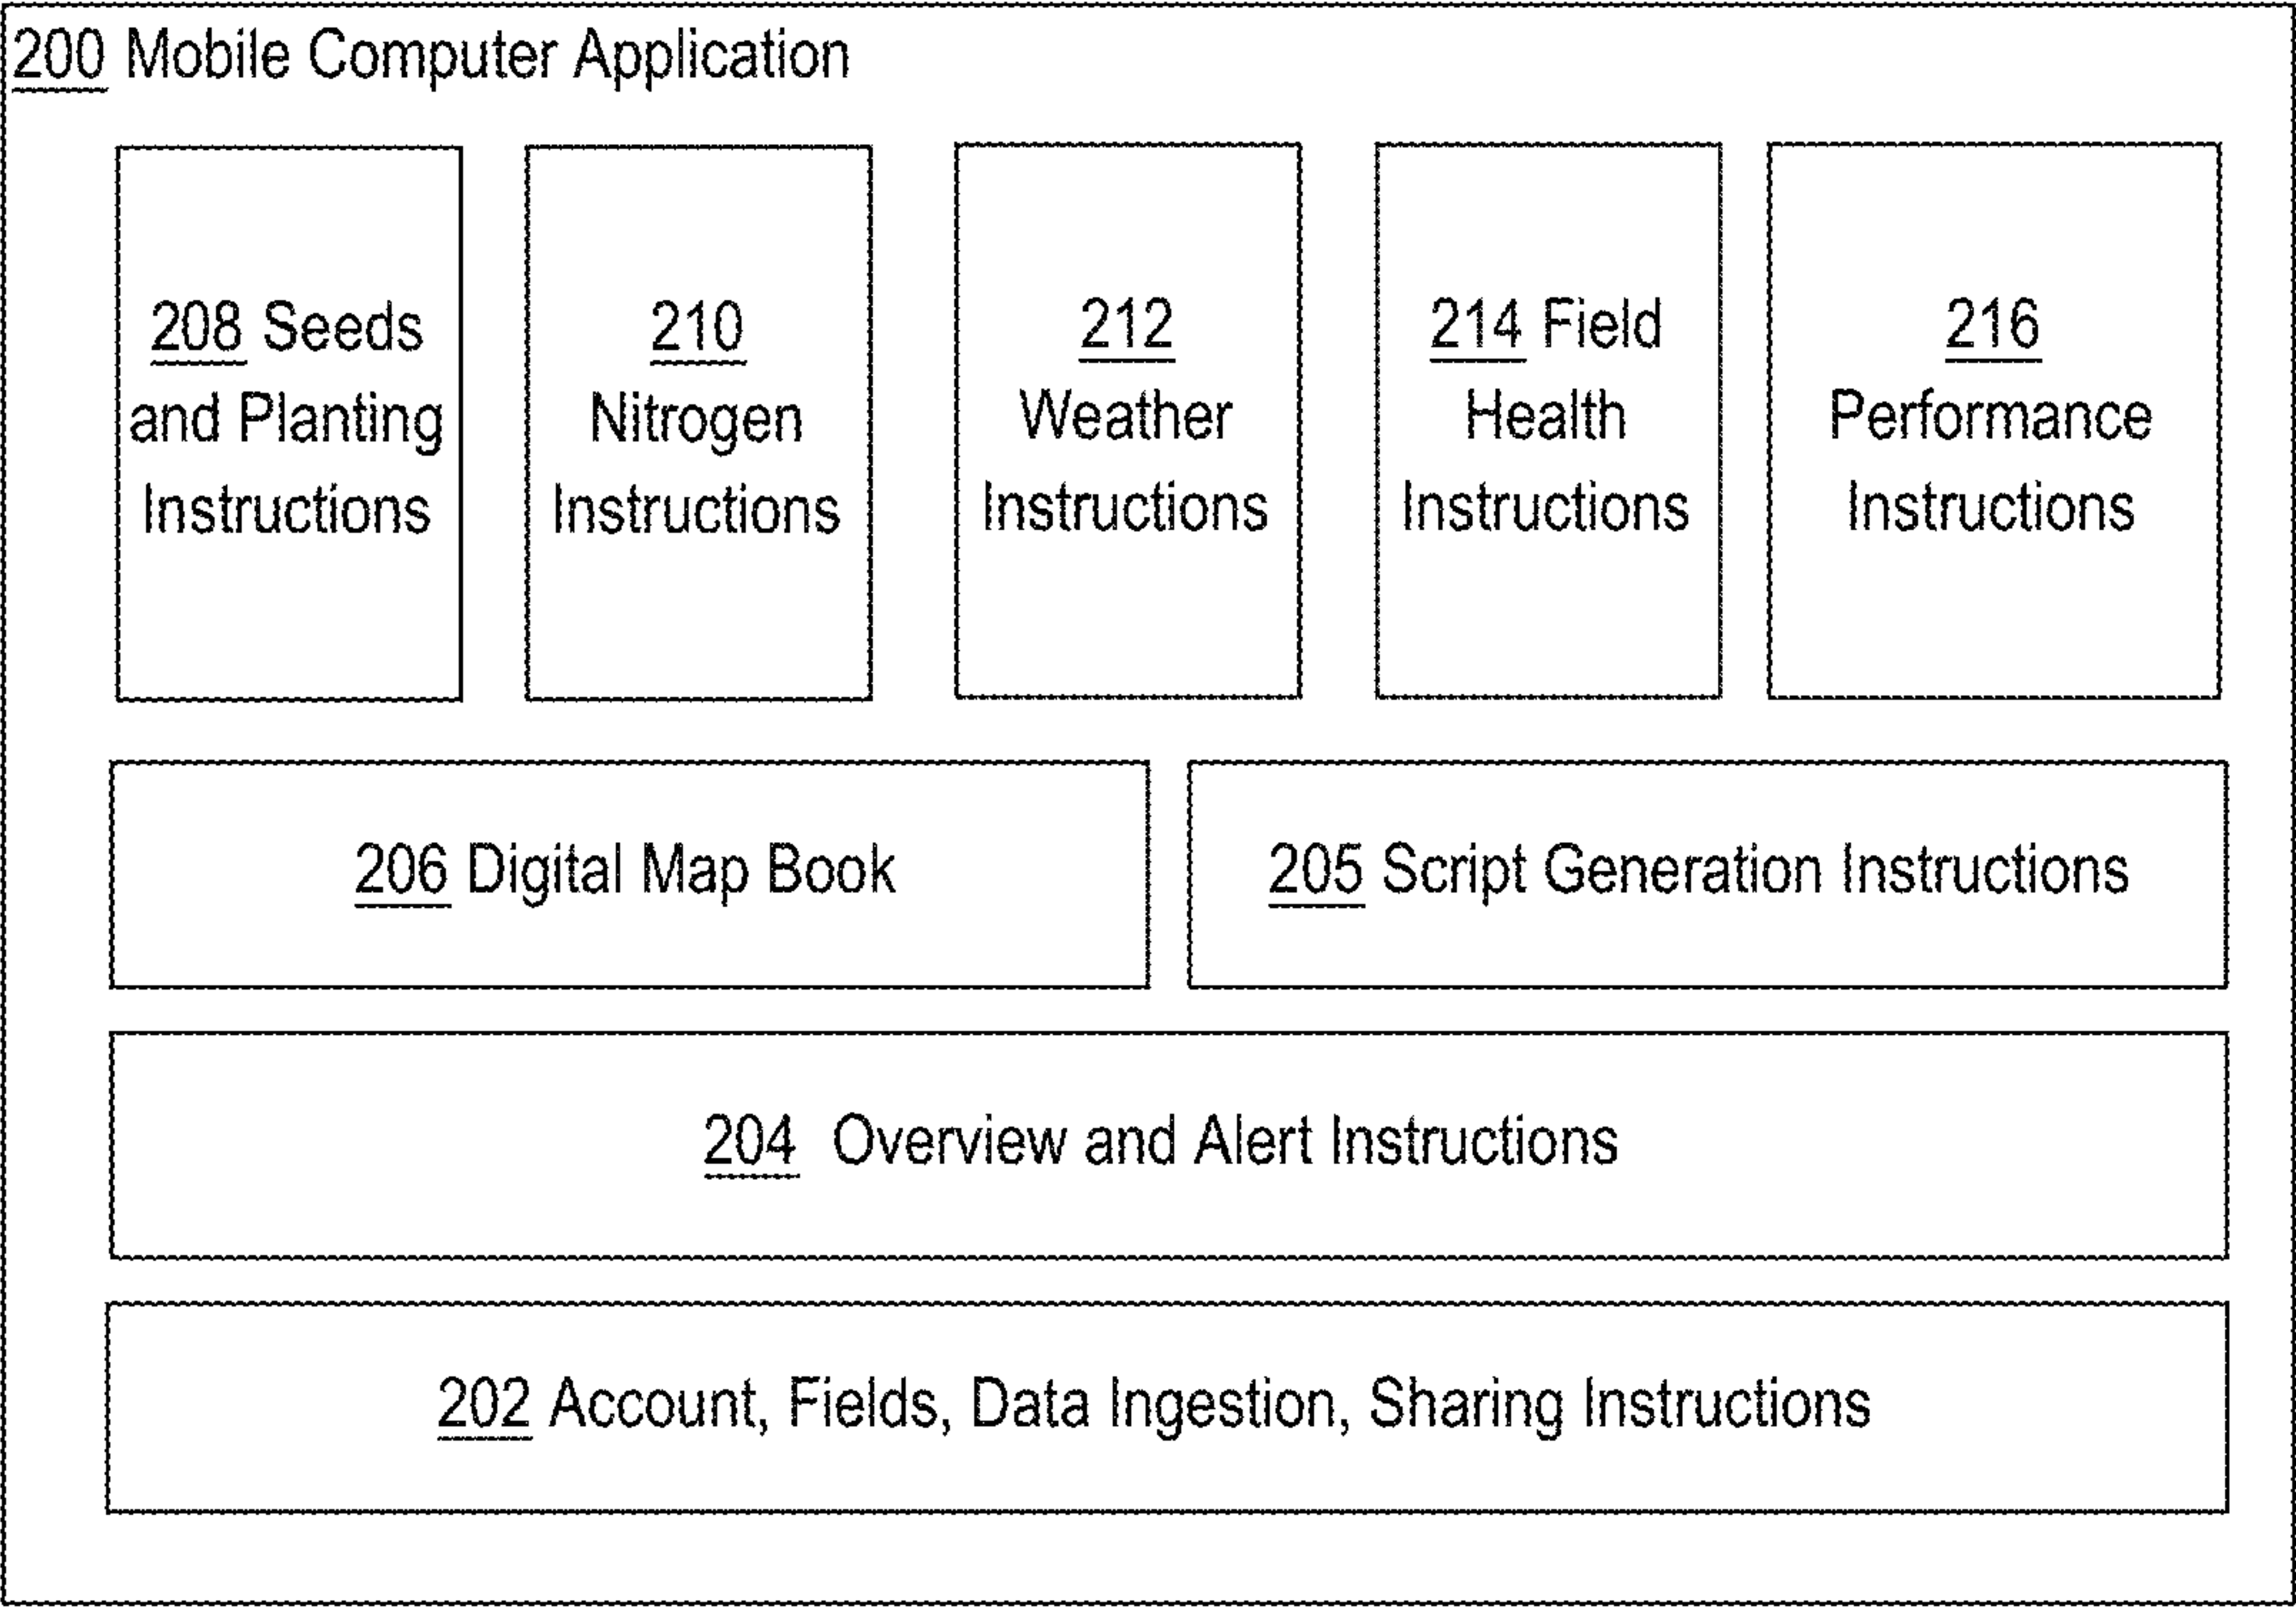 200 Mobile Computer Application
208 Seeds
and Planting
Instructions
210
Nitrogen
Instructions
212
Weather
Instructions
214 Field
Health
Instructions
216
Performance
Instructions
206 Digital Map Book
205 Script Generation Instructions
204 Overview and Alert Instructions
202 Account, Fields, Data Ingestion, Sharing Instructions